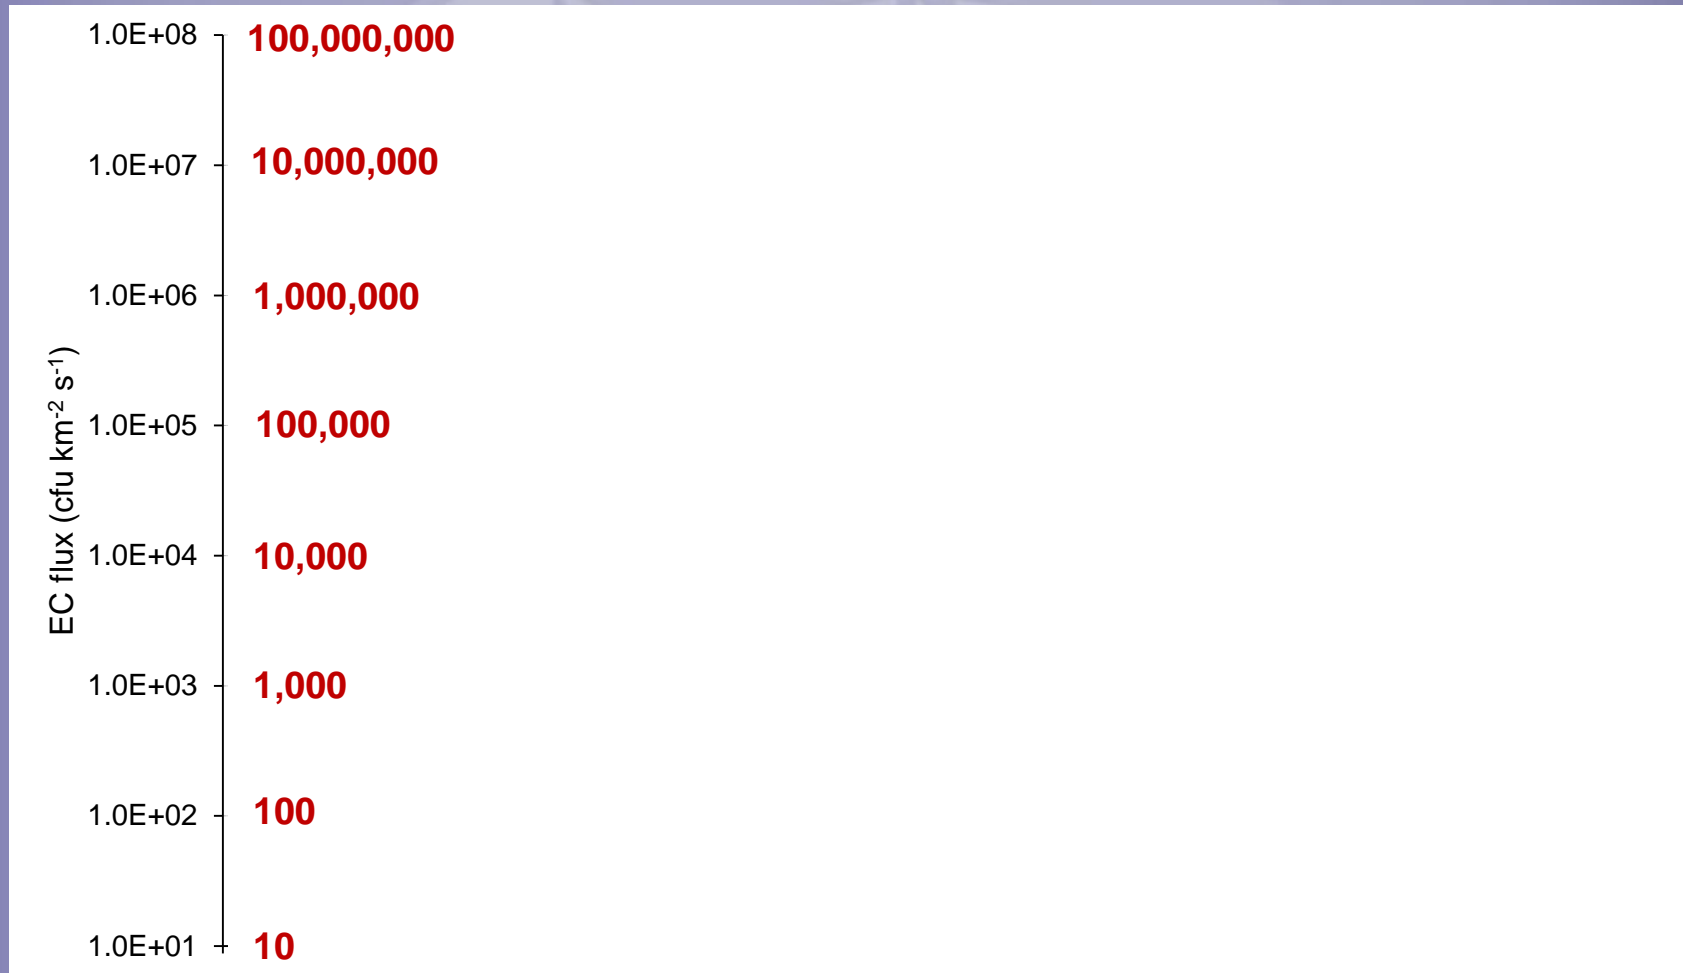 1.0E+08 100,000,000
1.0E+07 10,000,000
1.0E+06 1,000,000
1.0E+05 100,000
1.0E+04 10,000
1.0E+03 1,000
1.0E+02 100
1.0E+01 10
EC flux (cfu km⁻² s⁻¹)